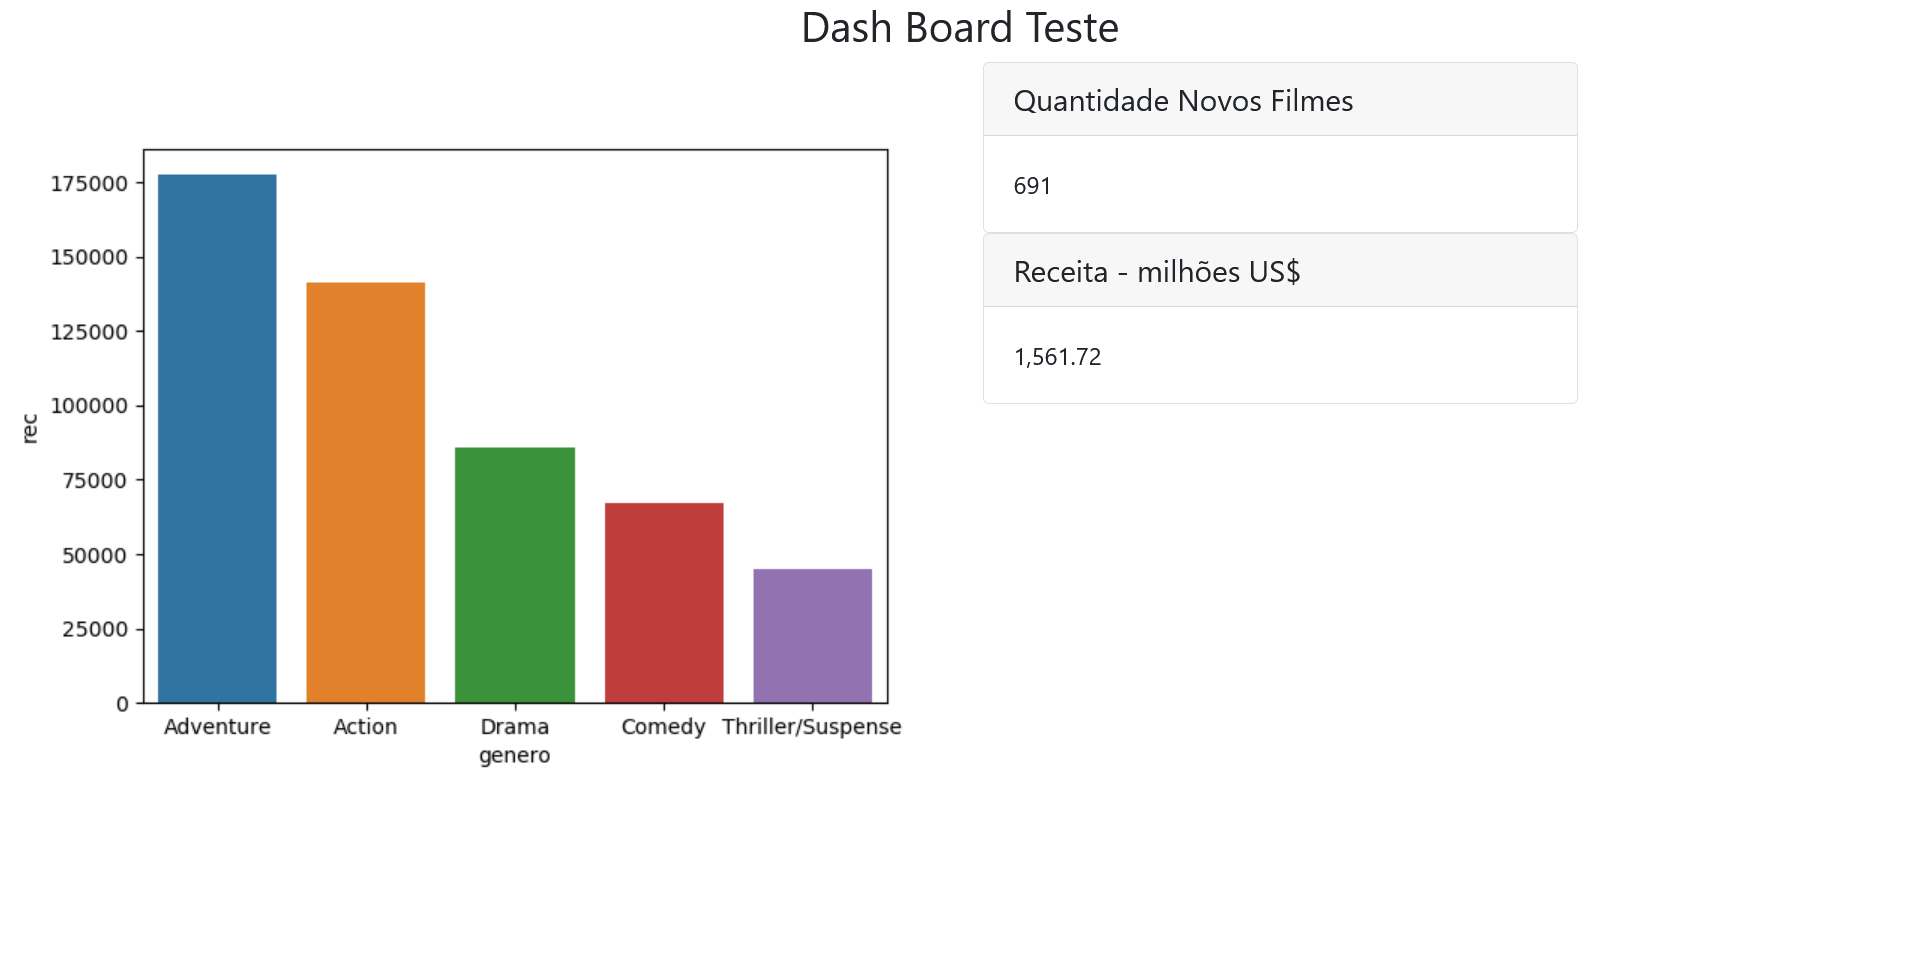 Dash Board Teste
175000
150000
125000
100000
75000
50000
25000
0
rec
Adventure Action Drama Comedy Thriller/Suspense
genero
Quantidade Novos Filmes
691
Receita - milhões US$
1,561.72